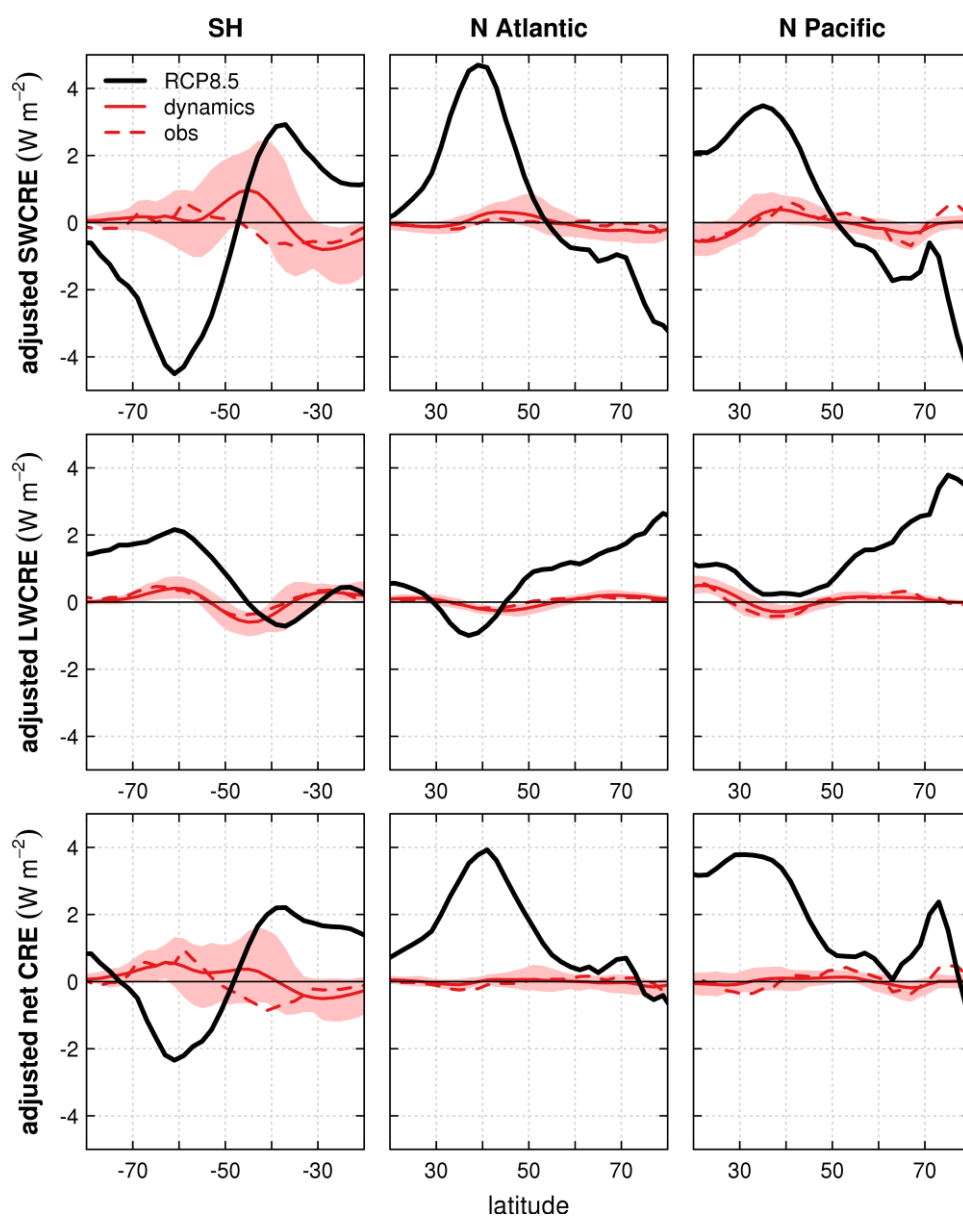 SH N Atlantic N Pacific
adjusted SWCRE (W m⁻²)
4
2
0
-2
-4
RCP8.5
dynamics
obs
-70 -50 -30 30 50 70 30 50 70
adjusted LWCRE (W m⁻²)
4
2
0
-2
-4
-70 -50 -30 30 50 70 30 50 70
adjusted net CRE (W m⁻²)
4
2
0
-2
-4
-70 -50 -30 30 50 70 30 50 70
latitude